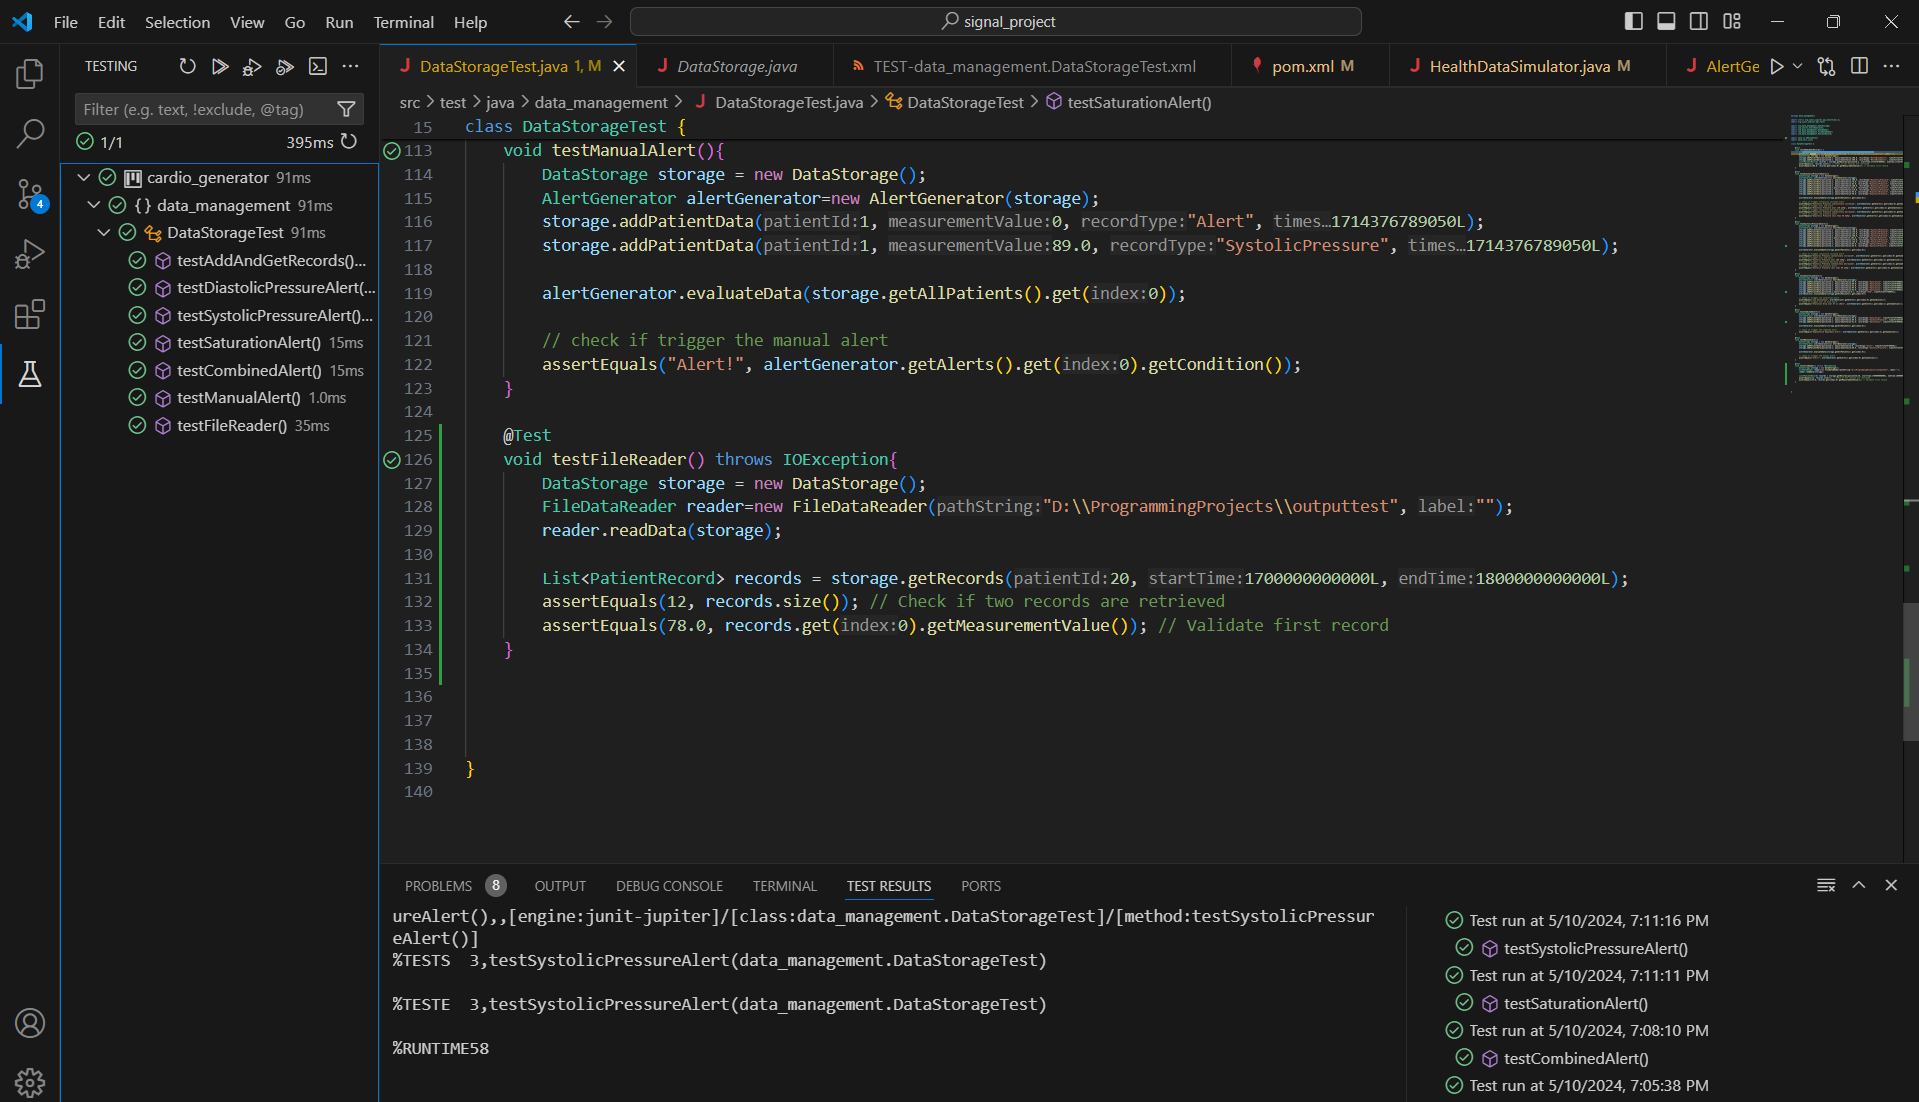 File Edit Selection View Go Run Terminal Help
signal_project
TESTING
Filter (e.g. text, !exclude, @tag)
1/1 395ms
cardio_generator 91ms
data_management 91ms
DataStorageTest 91ms
testAddAndGetRecords()...
testDiastolicPressureAlert(...
testSystolicPressureAlert()...
testSaturationAlert() 15ms
testCombinedAlert() 15ms
testManualAlert() 1.0ms
testFileReader() 35ms
4
DataStorageTest.java 1, M
DataStorage.java
TEST-data_management.DataStorageTest.xml
pom.xml M
HealthDataSimulator.java M
AlertGe
src > test > java > data_management > DataStorageTest.java > DataStorageTest > testSaturationAlert()
15 class DataStorageTest {
113 void testManualAlert(){
114 DataStorage storage = new DataStorage();
115 AlertGenerator alertGenerator=new AlertGenerator(storage);
116 storage.addPatientData(patientId:1, measurementValue:0, recordType:"Alert", times…1714376789050L);
117 storage.addPatientData(patientId:1, measurementValue:89.0, recordType:"SystolicPressure", times…1714376789050L);
118
119 alertGenerator.evaluateData(storage.getAllPatients().get(index:0));
120
121 // check if trigger the manual alert
122 assertEquals("Alert!", alertGenerator.getAlerts().get(index:0).getCondition());
123 }
124
125 @Test
126 void testFileReader() throws IOException{
127 DataStorage storage = new DataStorage();
128 FileDataReader reader=new FileDataReader(pathString:"D:\\ProgrammingProjects\\outputtest", label:"");
129 reader.readData(storage);
130
131 List<PatientRecord> records = storage.getRecords(patientId:20, startTime:1700000000000L, endTime:1800000000000L);
132 assertEquals(12, records.size()); // Check if two records are retrieved
133 assertEquals(78.0, records.get(index:0).getMeasurementValue()); // Validate first record
134 }
135
136
137
138
139 }
140
PROBLEMS 8 OUTPUT DEBUG CONSOLE TERMINAL TEST RESULTS PORTS
ureAlert(),,[engine:junit-jupiter]/[class:data_management.DataStorageTest]/[method:testSystolicPressur
eAlert()]
%TESTS 3,testSystolicPressureAlert(data_management.DataStorageTest)
%TESTE 3,testSystolicPressureAlert(data_management.DataStorageTest)
%RUNTIME58
Test run at 5/10/2024, 7:11:16 PM
testSystolicPressureAlert()
Test run at 5/10/2024, 7:11:11 PM
testSaturationAlert()
Test run at 5/10/2024, 7:08:10 PM
testCombinedAlert()
Test run at 5/10/2024, 7:05:38 PM